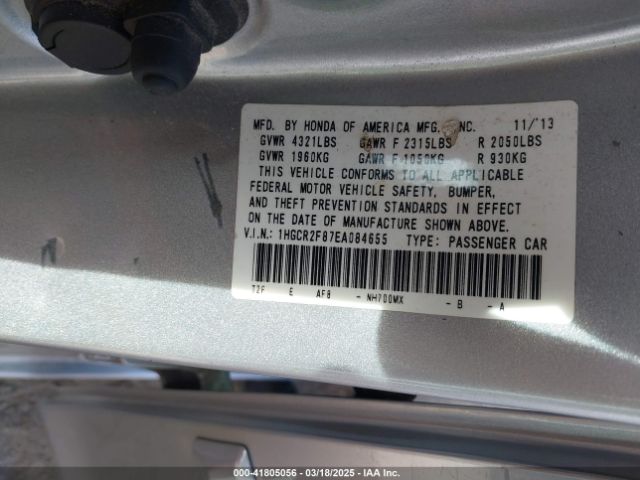 MFD. BY HONDA OF AMERICA MFG. INC. 11/'13
GVWR 4321LBS GAWR F 2315LBS R 2050LBS
GVWR 1960KG GAWR F 1050KG R 930KG
THIS VEHICLE CONFORMS TO ALL APPLICABLE
FEDERAL MOTOR VEHICLE SAFETY, BUMPER,
AND THEFT PREVENTION STANDARDS IN EFFECT
ON THE DATE OF MANUFACTURE SHOWN ABOVE.
V.I.N.: 1HGCR2F87EA084655 TYPE: PASSENGER CAR
T2F E AF8 - NH700MX - B - A
000-41805056 — 03/18/2025 — IAA Inc.